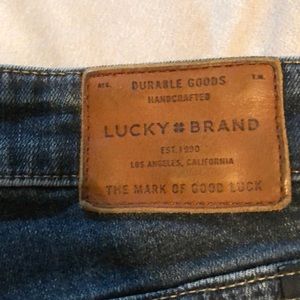 DURABLE GOODS
HANDCRAFTED
LUCKY BRAND
EST. 1990
LOS ANGELES, CALIFORNIA
THE MARK OF GOOD LUCK